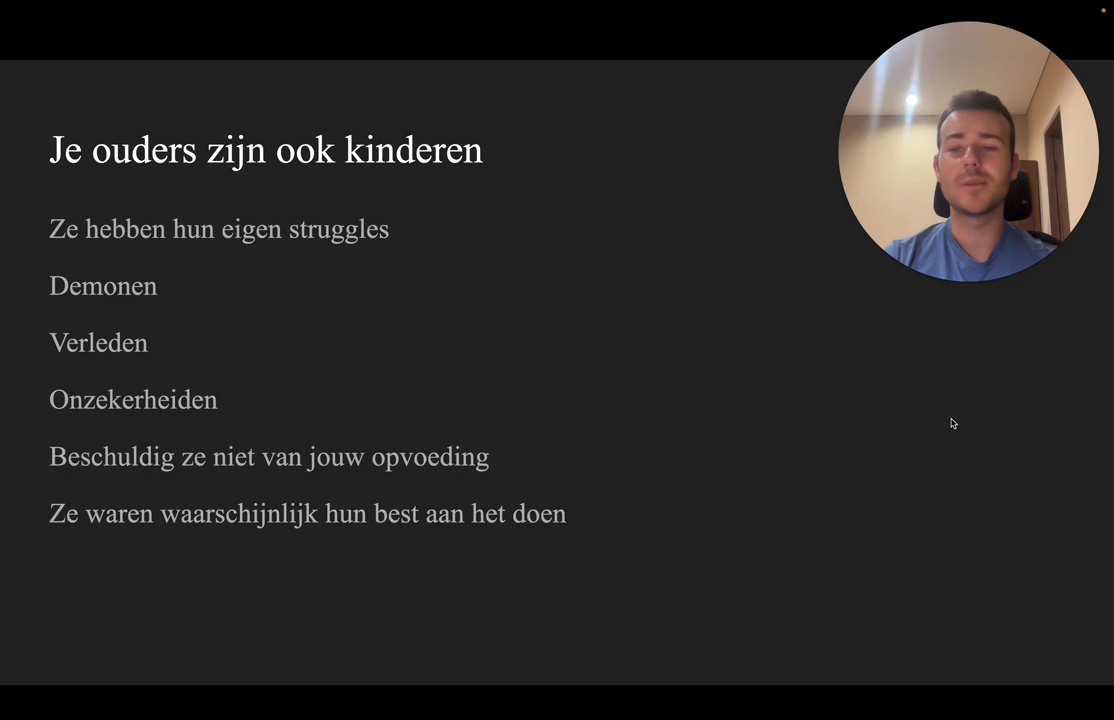 Je ouders zijn ook kinderen
Ze hebben hun eigen struggles
Demonen
Verleden
Onzekerheiden
Beschuldig ze niet van jouw opvoeding
Ze waren waarschijnlijk hun best aan het doen